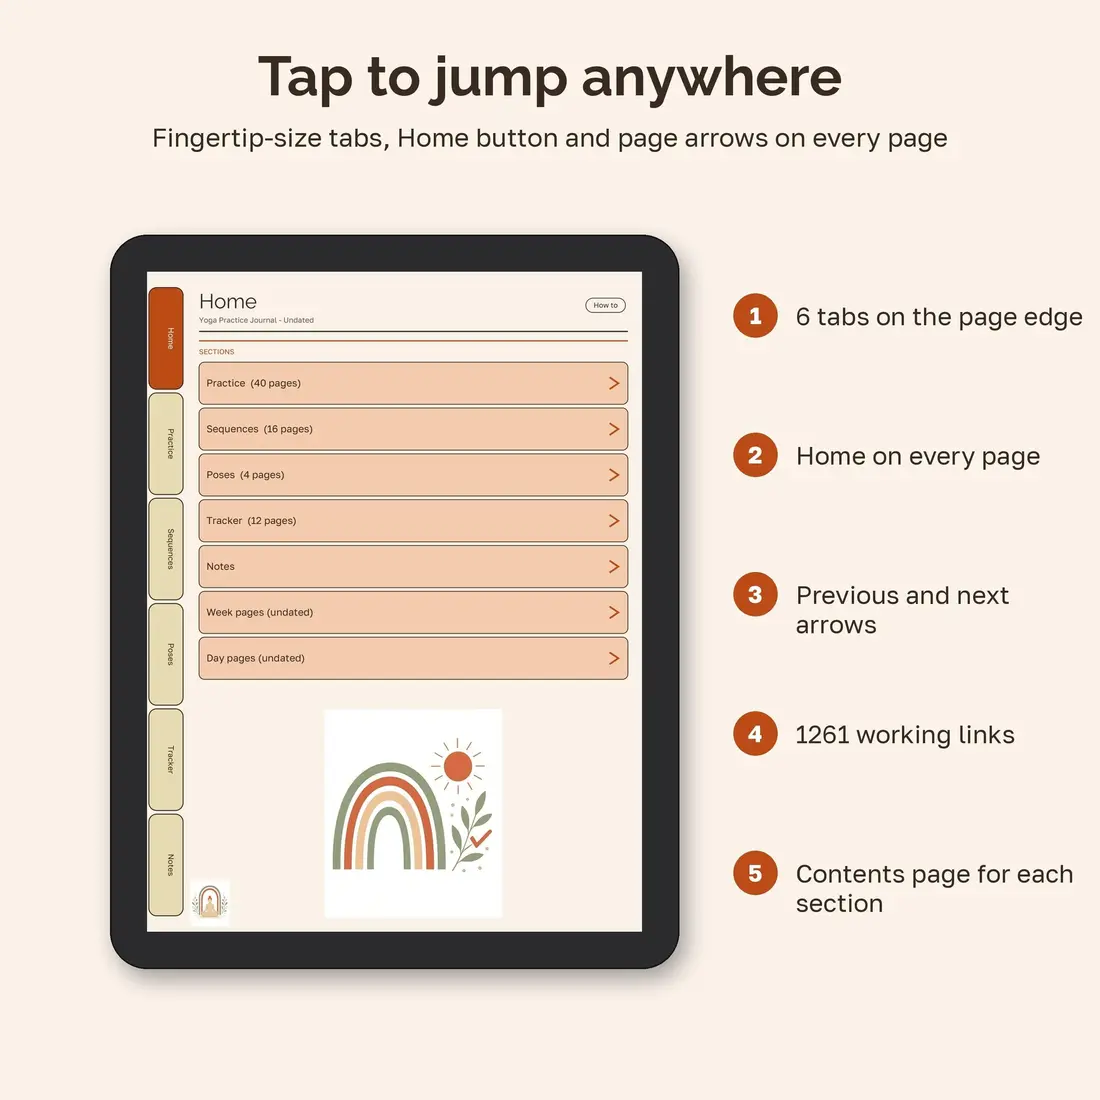 Tap to jump anywhere
Fingertip-size tabs, Home button and page arrows on every page
Home
Practice
Sequences
Poses
Tracker
Notes
Home
How to
Yoga Practice Journal - Undated
SECTIONS
Practice (40 pages)
Sequences (16 pages)
Poses (4 pages)
Tracker (12 pages)
Notes
Week pages (undated)
Day pages (undated)
1 6 tabs on the page edge
2 Home on every page
3 Previous and next
arrows
4 1261 working links
5 Contents page for each
section